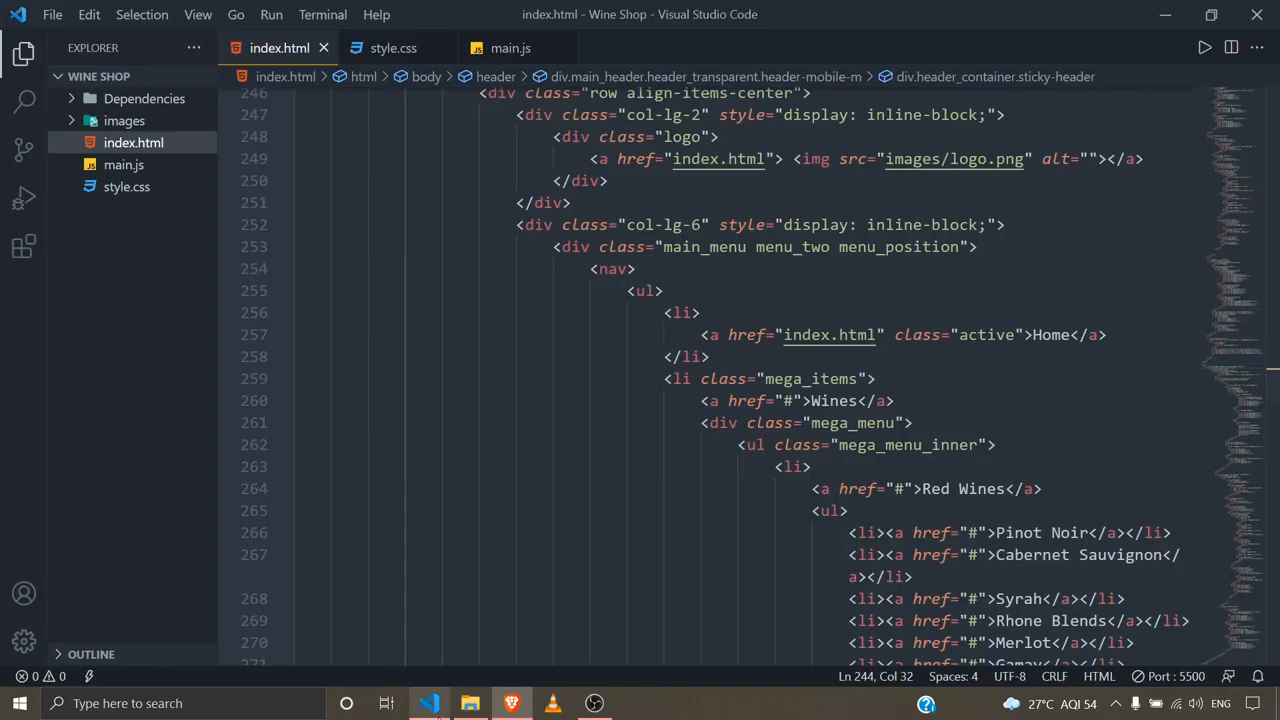 File Edit Selection View Go Run Terminal Help index.html - Wine Shop - Visual Studio Code
EXPLORER ··· index.html style.css main.js ···
WINE SHOP index.html html body header div.main_header.header_transparent.header-mobile-m div.header_container.sticky-header
Dependencies
images
index.html
main.js
style.css
246 <div class="row align-items-center">
247 <div class="col-lg-2" style="display: inline-block;">
248 <div class="logo">
249 <a href="index.html"> <img src="images/logo.png" alt=""></a>
250 </div>
251 </div>
252 <div class="col-lg-6" style="display: inline-block;">
253 <div class="main_menu menu_two menu_position">
254 <nav>
255 <ul>
256 <li>
257 <a href="index.html" class="active">Home</a>
258 </li>
259 <li class="mega_items">
260 <a href="#">Wines</a>
261 <div class="mega_menu">
262 <ul class="mega_menu_inner">
263 <li>
264 <a href="#">Red Wines</a>
265 <ul>
266 <li><a href="#">Pinot Noir</a></li>
267 <li><a href="#">Cabernet Sauvignon</
a></li>
268 <li><a href="#">Syrah</a></li>
269 <li><a href="#">Rhone Blends</a></li>
270 <li><a href="#">Merlot</a></li>
271 <li><a href="#">Gamay</a></li>
OUTLINE
0 0 Ln 244, Col 32 Spaces: 4 UTF-8 CRLF HTML Port : 5500
Type here to search 27°C AQI 54 ENG